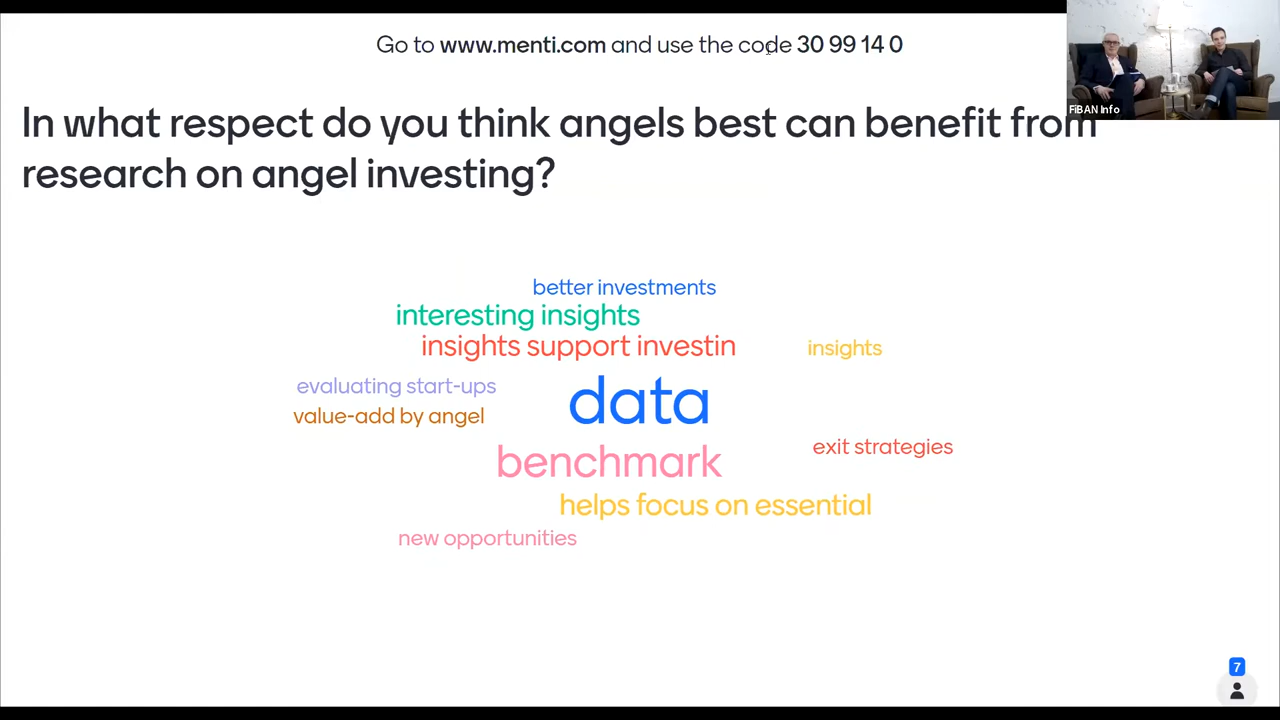 Go to www.menti.com and use the code 30 99 14 0
FiBAN Info
In what respect do you think angels best can benefit from
research on angel investing?
better investments
interesting insights
insights support investin
insights
evaluating start-ups
data
value-add by angel
exit strategies
benchmark
helps focus on essential
new opportunities
7